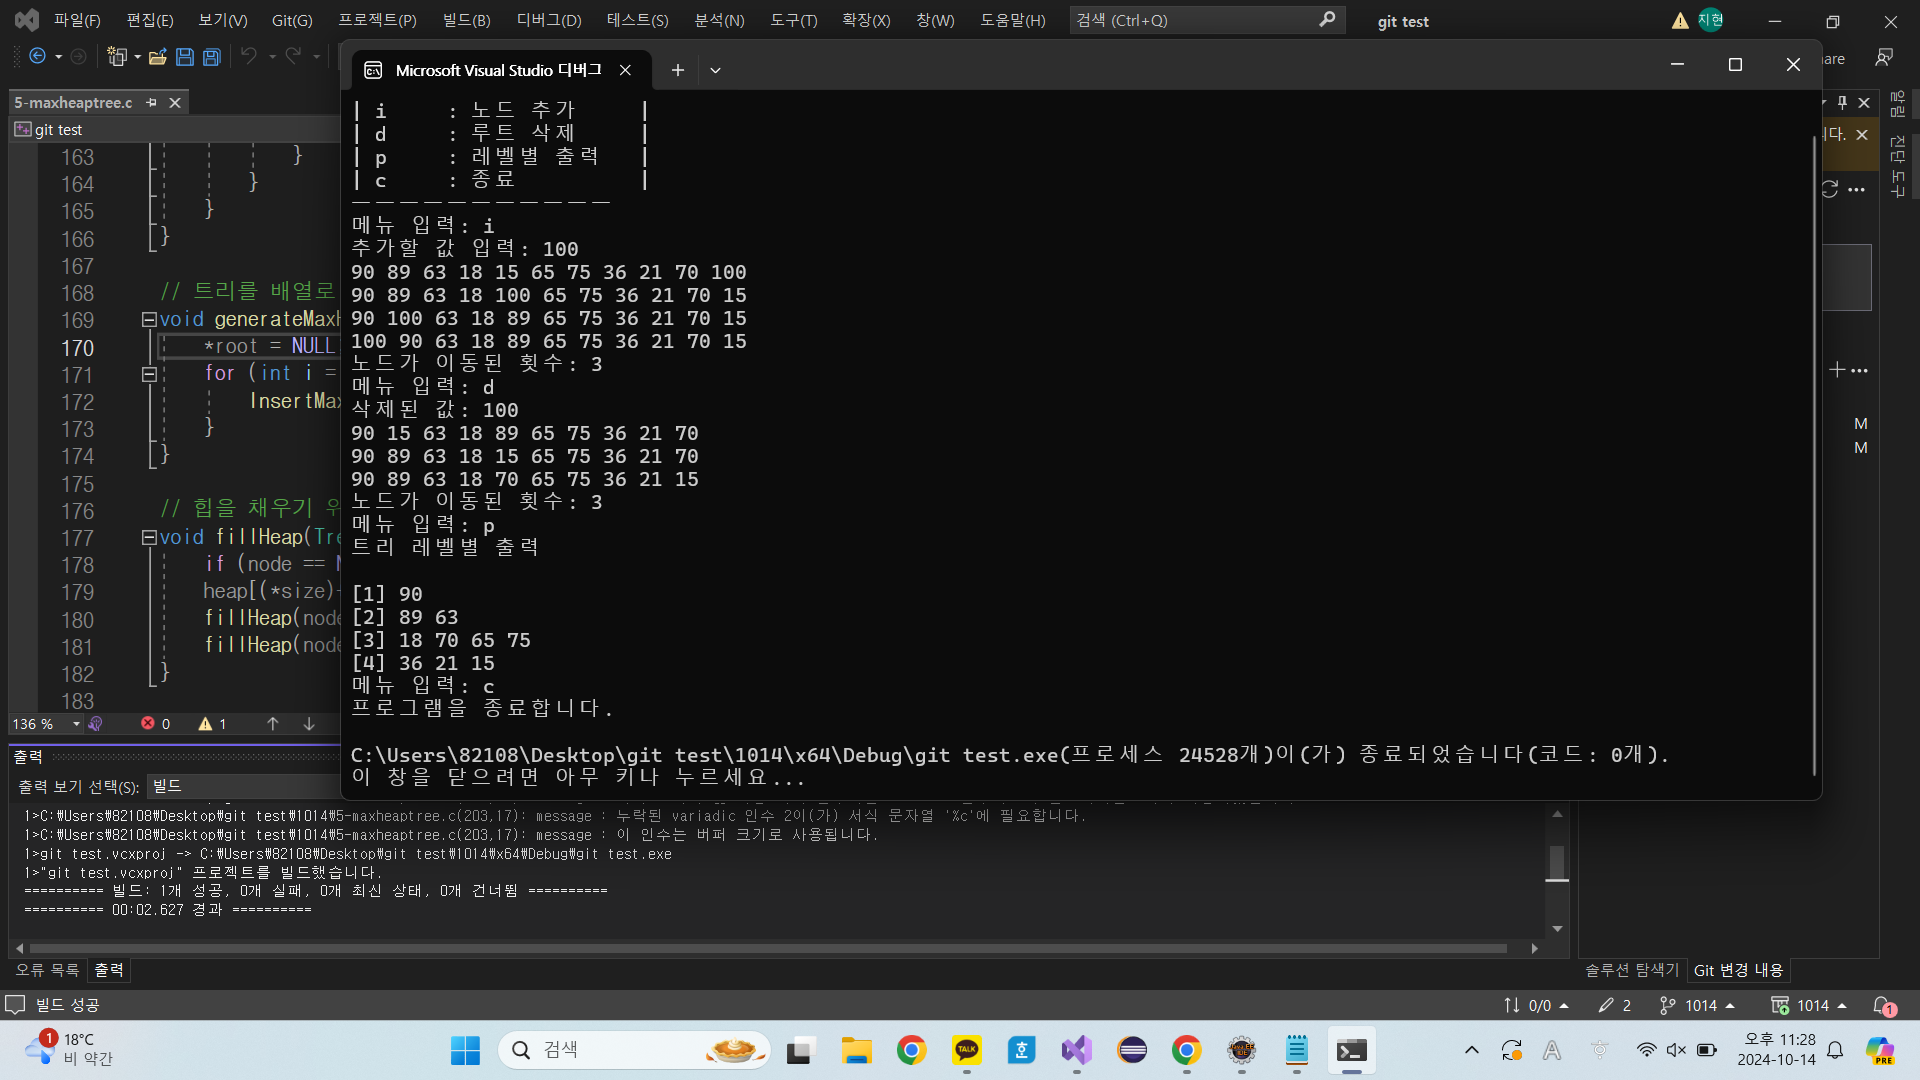 파일(F) 편집(E) 보기(V) Git(G) 프로젝트(P) 빌드(B) 디버그(D) 테스트(S) 분석(N) 도구(T) 확장(X) 창(W) 도움말(H) 검색 (Ctrl+Q) git test 지현
Microsoft Visual Studio 디버그
5-maxheaptree.c
git test
163 }
164 }
165 }
166 }
167
168 // 트리를 배열로
169 void generateMaxH
170 *root = NULL
171 for (int i =
172 InsertMax
173 }
174 }
175
176 // 힙을 채우기 위
177 void fillHeap(Tre
178 if (node == N
179 heap[(*size)
180 fillHeap(node
181 fillHeap(node
182 }
183
| i : 노드 추가 |
| d : 루트 삭제 |
| p : 레벨별 출력 |
| c : 종료 |
———————————
메뉴 입력: i
추가할 값 입력: 100
90 89 63 18 15 65 75 36 21 70 100
90 89 63 18 100 65 75 36 21 70 15
90 100 63 18 89 65 75 36 21 70 15
100 90 63 18 89 65 75 36 21 70 15
노드가 이동된 횟수: 3
메뉴 입력: d
삭제된 값: 100
90 15 63 18 89 65 75 36 21 70
90 89 63 18 15 65 75 36 21 70
90 89 63 18 70 65 75 36 21 15
노드가 이동된 횟수: 3
메뉴 입력: p
트리 레벨별 출력
[1] 90
[2] 89 63
[3] 18 70 65 75
[4] 36 21 15
메뉴 입력: c
프로그램을 종료합니다.
C:\Users\82108\Desktop\git test\1014\x64\Debug\git test.exe(프로세스 24528개)이(가) 종료되었습니다(코드: 0개).
이 창을 닫으려면 아무 키나 누르세요...
are
니다.
알림
진단 도구
M
M
136 % 0 1
출력
출력 보기 선택(S): 빌드
1>C:₩Users₩82108₩Desktop₩git test₩1014₩5-maxheaptree.c(203,17): message : 누락된 variadic 인수 2이(가) 서식 문자열 '%c'에 필요합니다.
1>C:₩Users₩82108₩Desktop₩git test₩1014₩5-maxheaptree.c(203,17): message : 이 인수는 버퍼 크기로 사용됩니다.
1>git test.vcxproj -> C:₩Users₩82108₩Desktop₩git test₩1014₩x64₩Debug₩git test.exe
1>"git test.vcxproj" 프로젝트를 빌드했습니다.
========== 빌드: 1개 성공, 0개 실패, 0개 최신 상태, 0개 건너뜀 ==========
========== 00:02.627 경과 ==========
오류 목록 출력
솔루션 탐색기 Git 변경 내용
빌드 성공 0/0 2 1014 1014 1
1 18°C
비 약간
검색
TALK
호
PRE
A
오후 11:28
2024-10-14